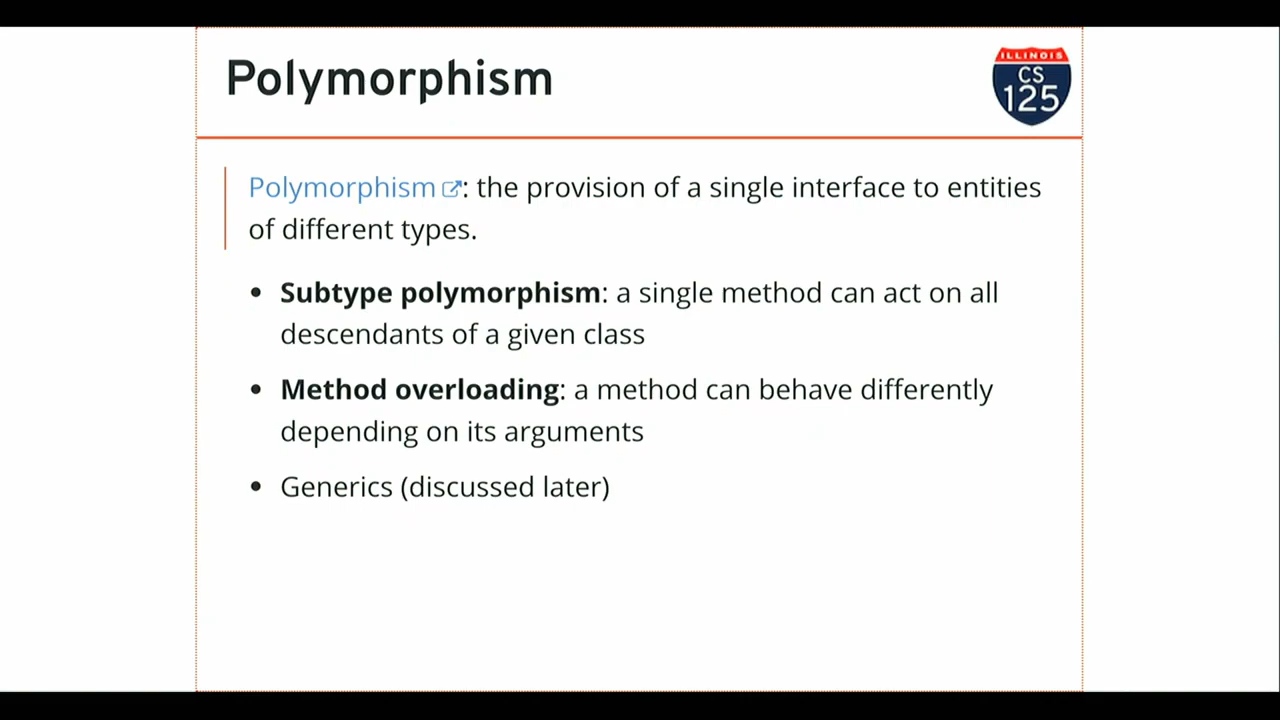 Polymorphism
ILLINOIS
CS
125
Polymorphism: the provision of a single interface to entities
of different types.
• Subtype polymorphism: a single method can act on all
descendants of a given class
• Method overloading: a method can behave differently
depending on its arguments
• Generics (discussed later)